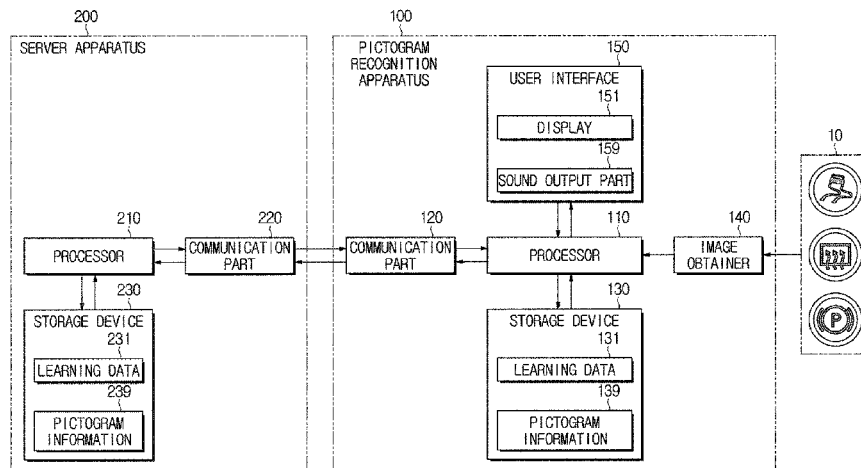 200
SERVER APPARATUS
100
PICTOGRAM
RECOGNITION
APPARATUS
150
USER INTERFACE
151
DISPLAY
159
SOUND OUTPUT PART
10
210
PROCESSOR
220
COMMUNICATION
PART
120
COMMUNICATION
PART
110
PROCESSOR
140
IMAGE
OBTAINER
230
STORAGE DEVICE
231
LEARNING DATA
239
PICTOGRAM
INFORMATION
130
STORAGE DEVICE
131
LEARNING DATA
139
PICTOGRAM
INFORMATION
P